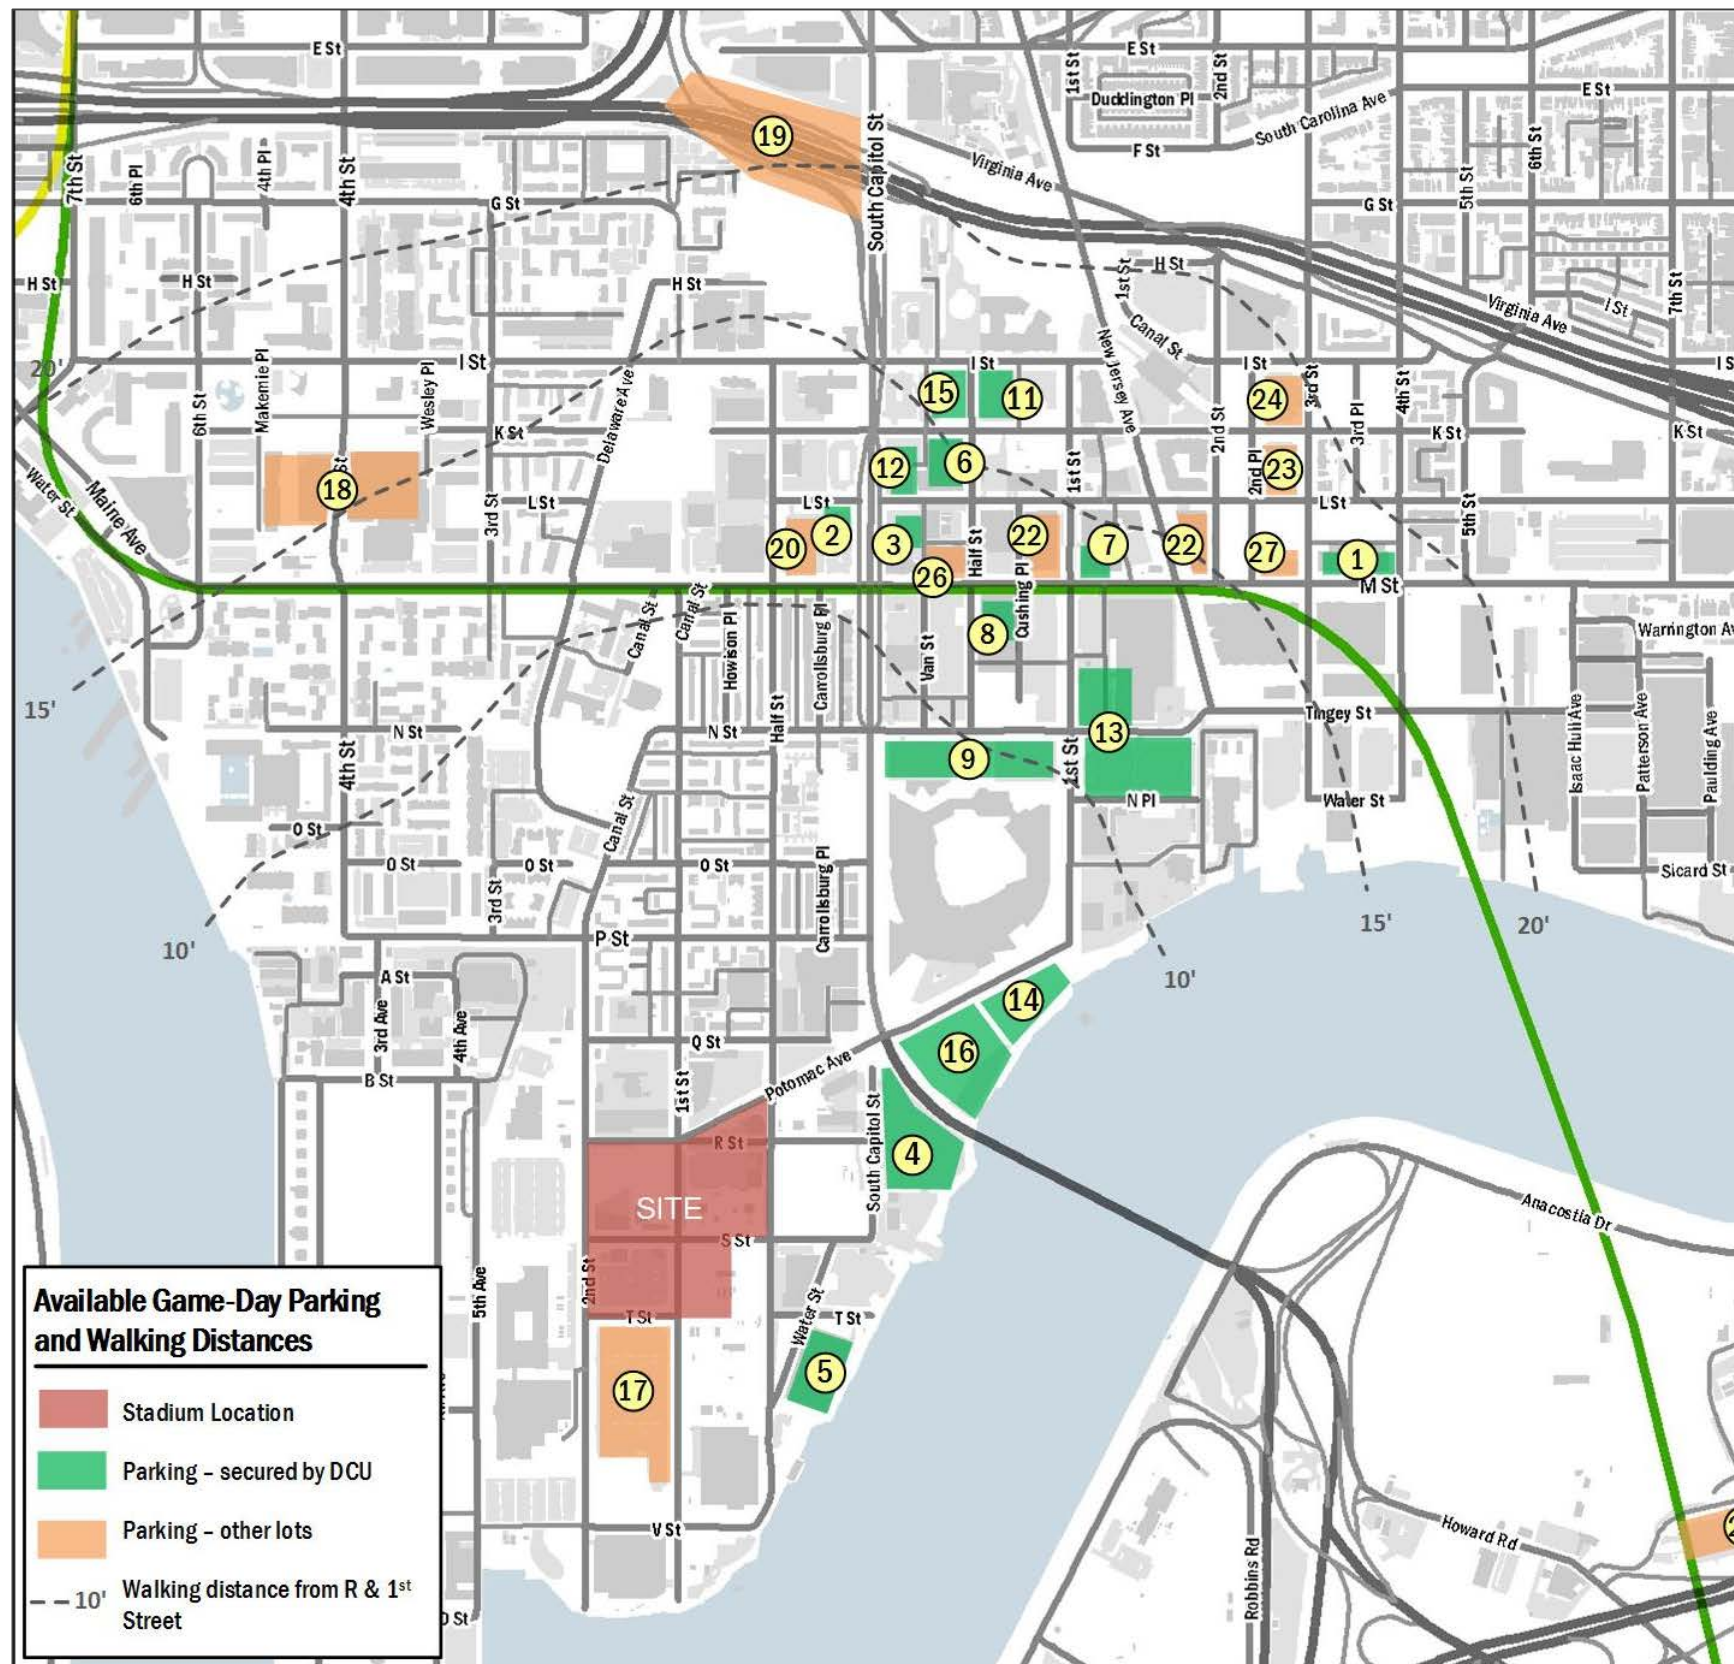 E St
E St
1st St
2nd St
Ducdington Pl
South Carolina Ave
E St
19
F St
6th St
7th St
6th Pl
4th Pl
4th St
South Capitol St
Virginia Ave
5th St
G St
G St
H St
H St
H St
1st St
H St
7th St
Virginia Ave
I St
Canal St
New Jersey Ave
20'
I St
I St
I St
I S
6th St
Makemie Pl
Wesley Pl
Delaware Ave
15
11
24
3rd St
3rd Pl
4th St
K St
K St
K St
2nd St
12
6
1st St
2nd Pl
23
Water St
Maine Ave
18
St
3rd St
L St
L St
L St
5th St
20
2
3
22
Half St
7
22
27
1
26
Cushing Pl
M St
Canal St
Canal St
Howison Pl
Carrollsburg Pl
8
Van St
Warrington Av
15'
N St
N St
Half St
Tingey St
13
4th St
9
1st St
Isaac Hull Ave
Patterson Ave
Paulding Ave
N Pl
Water St
O St
Canal St
O St
O St
O St
Carrollsburg Pl
Sicard St
3rd St
10'
P St
15'
20'
10'
A St
3rd Ave
4th Ave
14
Q St
16
B St
1st St
Potomac Ave
South Capitol St
R St
4
SITE
Anacostia Dr
S St
2nd St
5th Ave
T St
Water St
T St
17
5
V St
Howard Rd
Robbins Rd
2
D St
Available Game-Day Parking
and Walking Distances
Stadium Location
Parking – secured by DCU
Parking – other lots
10'
Walking distance from R & 1st
Street